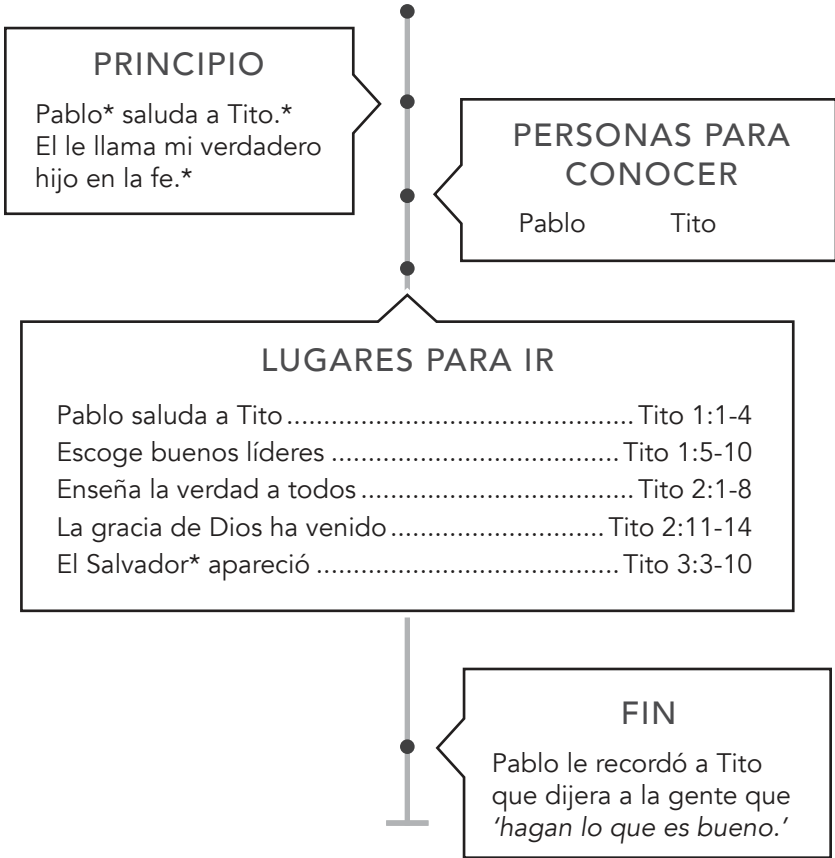 PRINCIPIO
Pablo* saluda a Tito.*
El le llama mi verdadero
hijo en la fe.*
PERSONAS PARA
CONOCER
Pablo Tito
LUGARES PARA IR
Pablo saluda a Tito..........................................Tito 1:1-4
Escoge buenos líderes ...................................Tito 1:5-10
Enseña la verdad a todos.................................Tito 2:1-8
La gracia de Dios ha venido..........................Tito 2:11-14
El Salvador* apareció .....................................Tito 3:3-10
FIN
Pablo le recordó a Tito
que dijera a la gente que
‘hagan lo que es bueno.’